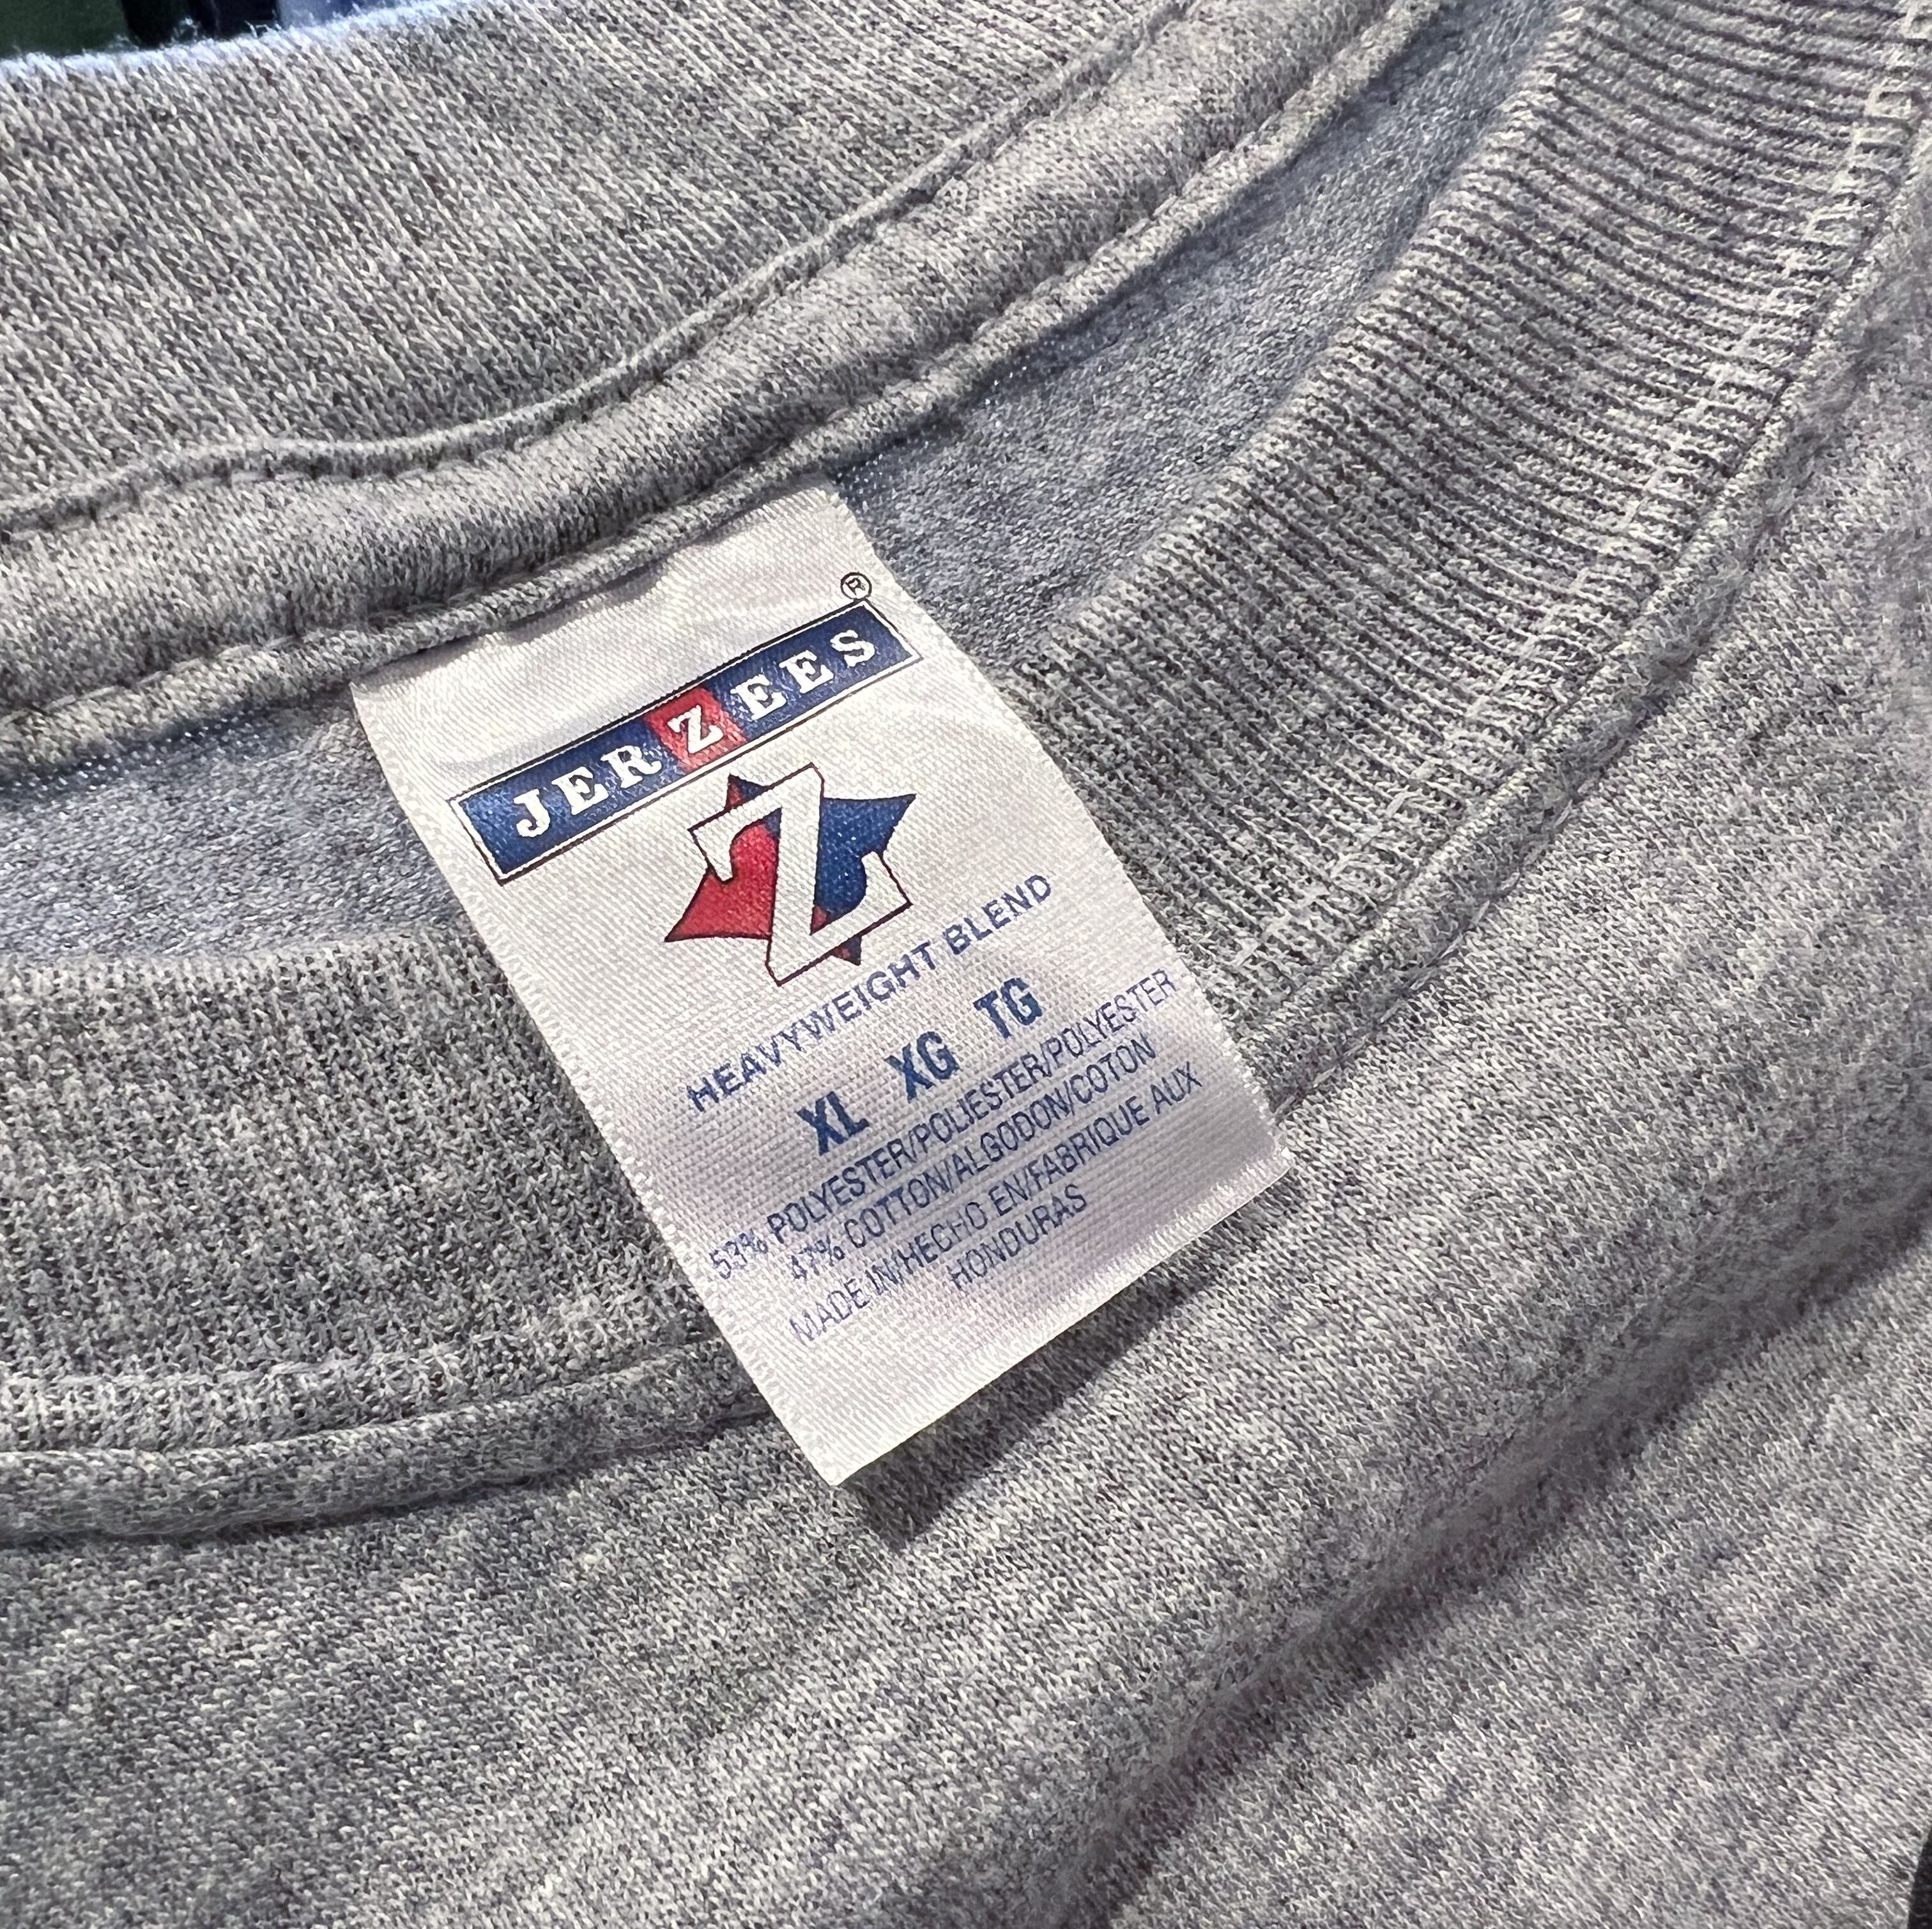 ®
JERZEES
Z
HEAVYWEIGHT BLEND
XL XG TG
53% POLYESTER/POLIESTER/POLYESTER
47% COTTON/ALGODON/COTON
MADE IN/HECHO EN/FABRIQUE AUX
HONDURAS